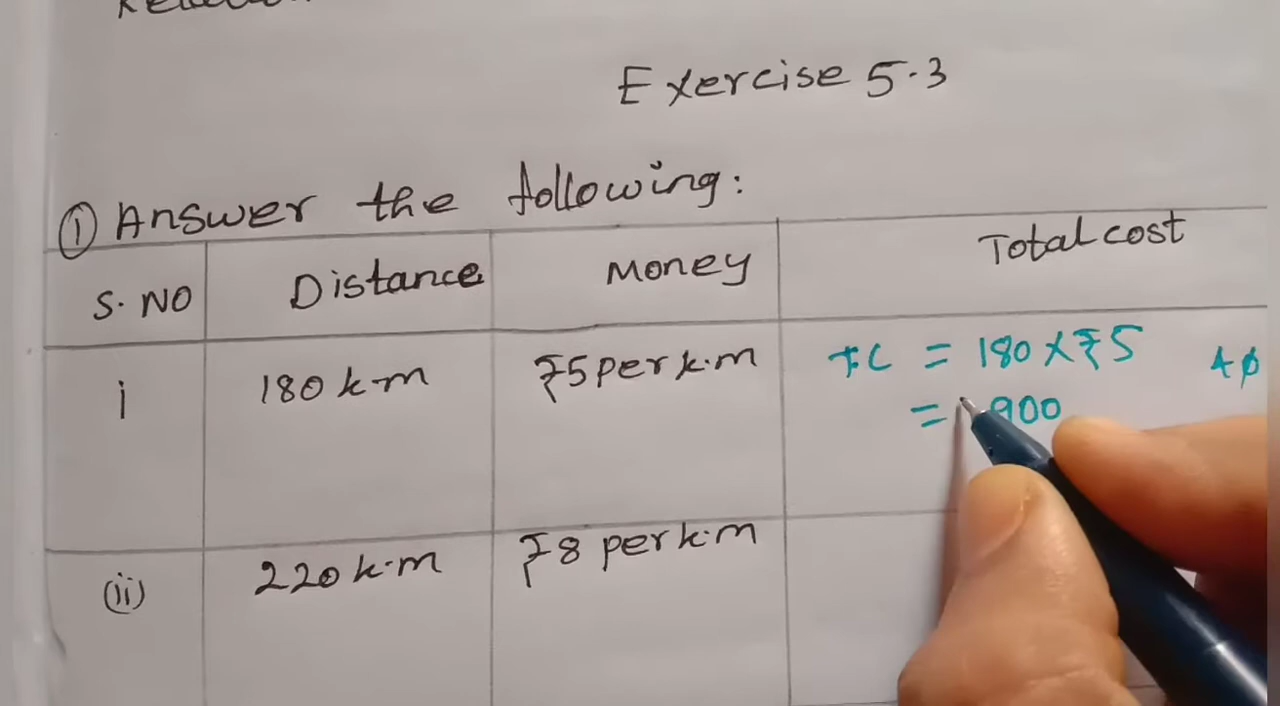 Exercise 5.3
① Answer the following:
S. NO Distance Money Total cost
i 180 k.m ₹5 per k.m TC = 180 X ₹5
= 900
(ii) 220 k.m ₹8 per k.m